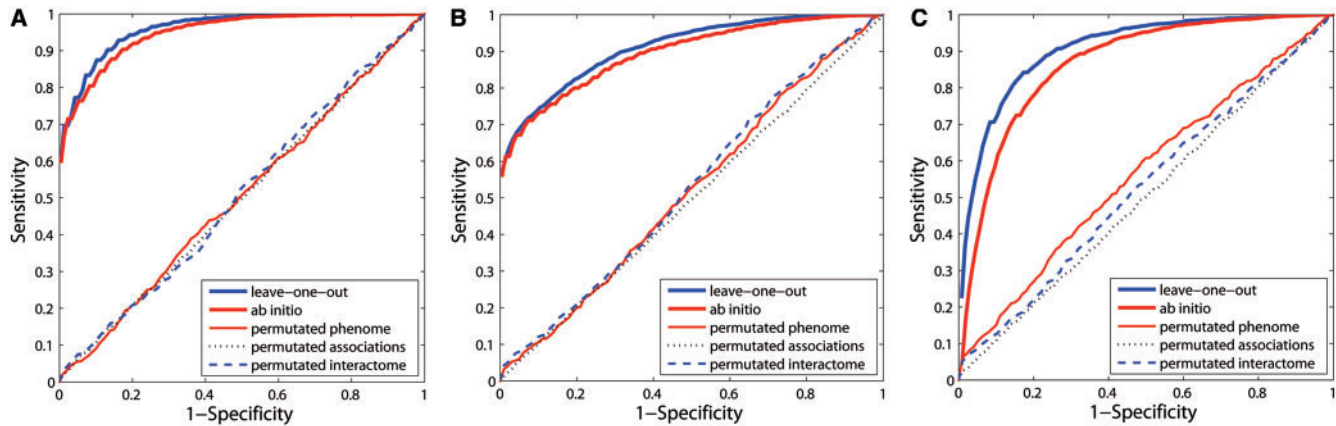 A
Sensitivity
1
0.9
0.8
0.7
0.6
0.5
0.4
0.3
0.2
0.1
0
0 0.2 0.4 0.6 0.8 1
1−Specificity
leave−one−out
ab initio
permutated phenome
permutated associations
permutated interactome
B
Sensitivity
1
0.9
0.8
0.7
0.6
0.5
0.4
0.3
0.2
0.1
0
0 0.2 0.4 0.6 0.8 1
1−Specificity
leave−one−out
ab initio
permutated phenome
permutated associations
permutated interactome
C
Sensitivity
1
0.9
0.8
0.7
0.6
0.5
0.4
0.3
0.2
0.1
0
0 0.2 0.4 0.6 0.8 1
1−Specificity
leave−one−out
ab initio
permutated phenome
permutated associations
permutated interactome